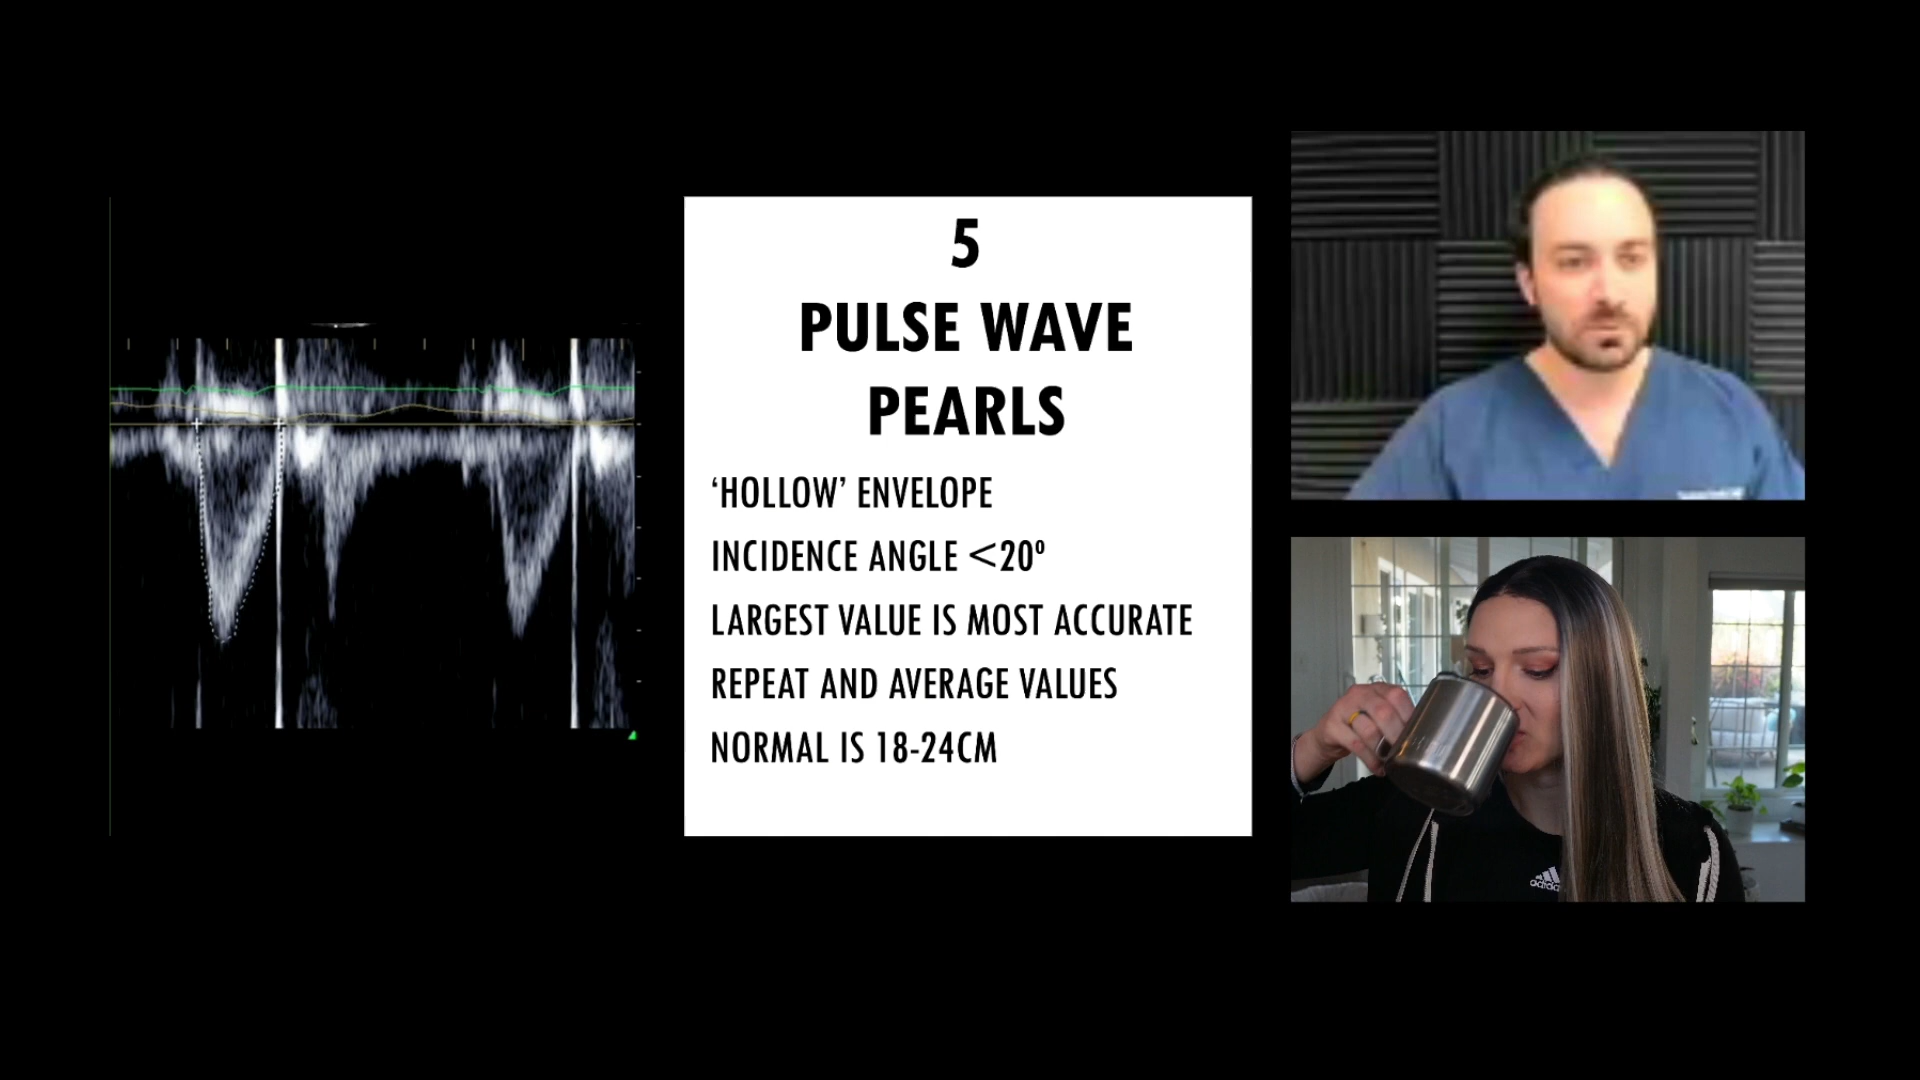 5
PULSE WAVE
PEARLS
‘HOLLOW’ ENVELOPE
INCIDENCE ANGLE <20º
LARGEST VALUE IS MOST ACCURATE
REPEAT AND AVERAGE VALUES
NORMAL IS 18-24CM
adidas